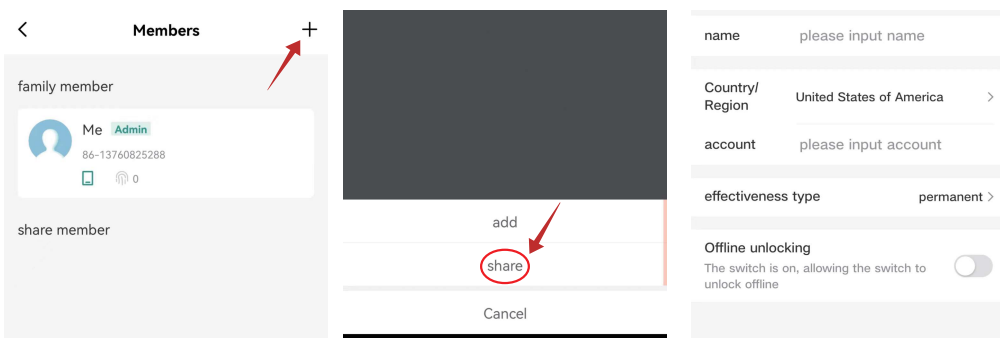 Members
family member
Me Admin
86-13760825288
0
share member
add
share
Cancel
name please input name
Country/
Region
United States of America
account please input account
effectiveness type permanent
Offline unlocking
The switch is on, allowing the switch to
unlock offline